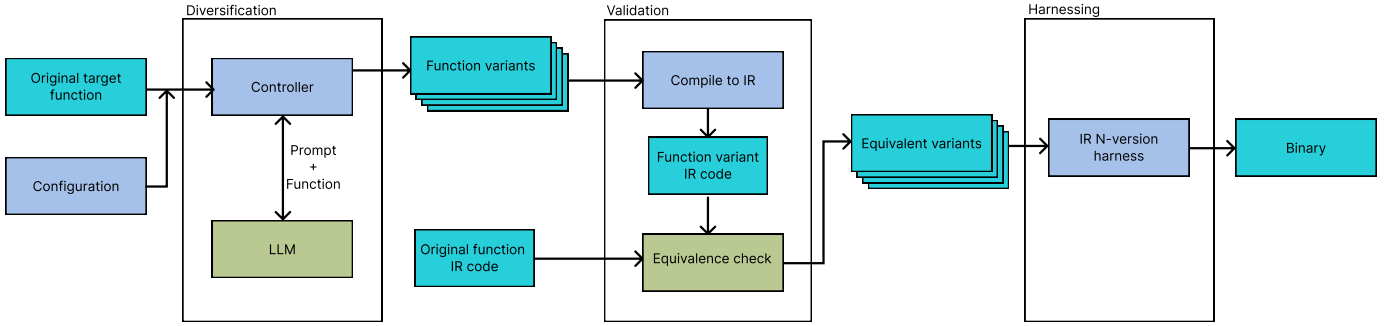 Diversification
Original target
function
Configuration
Controller
Prompt
+
Function
LLM
Function variants
Validation
Compile to IR
Function variant
IR code
Original function
IR code
Equivalence check
Equivalent variants
Harnessing
IR N-version
harness
Binary